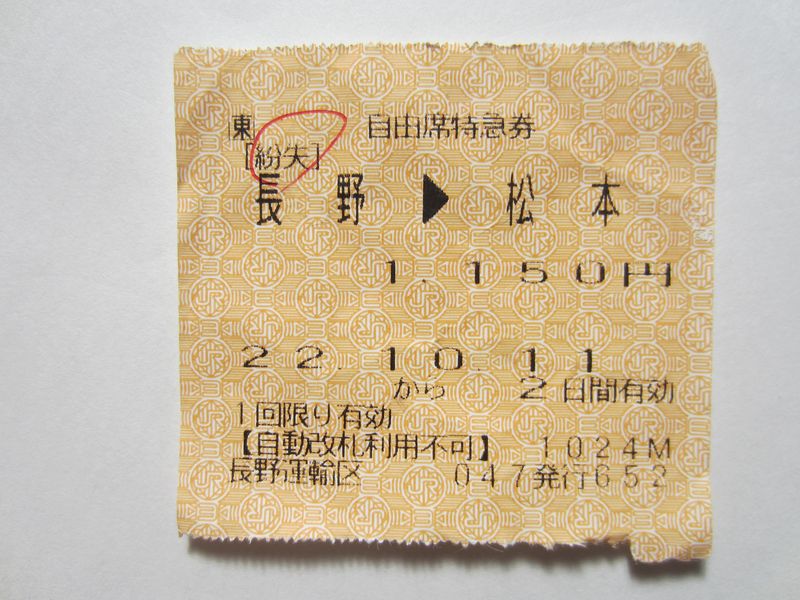 東 自由席特急券
[紛失]
長野▶松本
1,150円
22.10.11
から 2日間有効
1回限り有効
【自動改札利用不可】 1024M
長野運輸区 047発行652